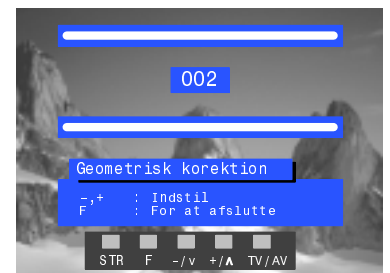 002
Geometrisk korektion
-,+ : Indstil
F : For at afslutte
STR F -/v +/∧ TV/AV